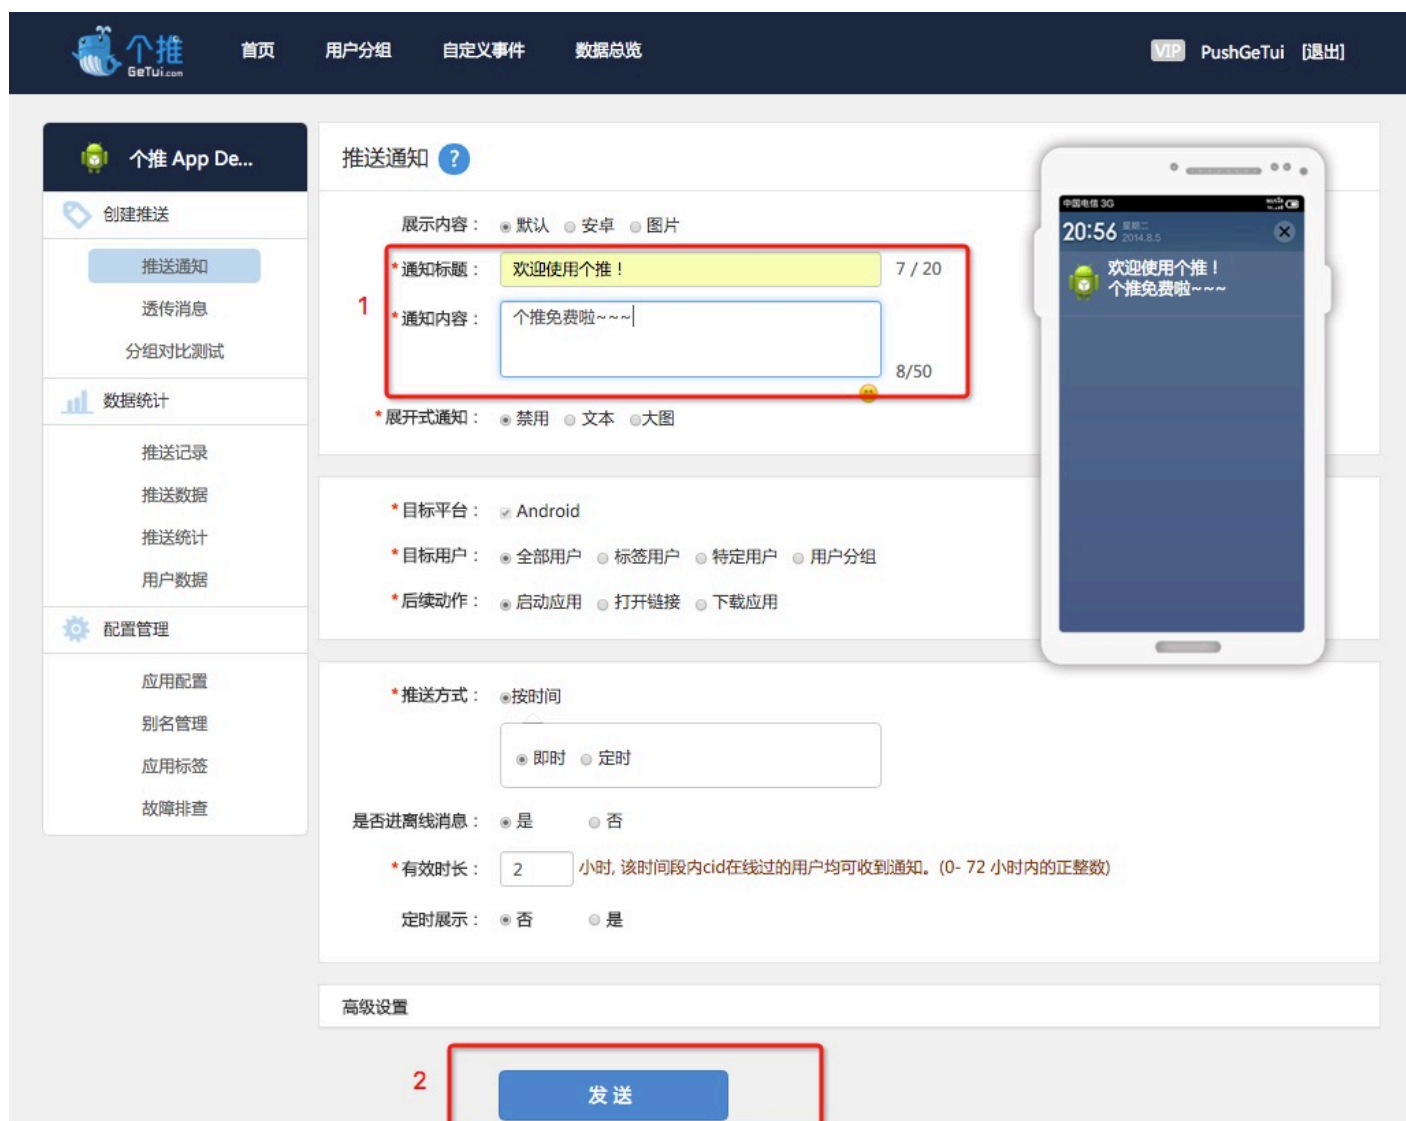 个推
GeTui.com
首页
用户分组
自定义事件
数据总览
VIP
PushGeTui
[退出]
个推 App De...
创建推送
推送通知
透传消息
分组对比测试
数据统计
推送记录
推送数据
推送统计
用户数据
配置管理
应用配置
别名管理
应用标签
故障排查
推送通知 ?
展示内容： 默认 安卓 图片
1
*通知标题： 欢迎使用个推！ 7 / 20
*通知内容： 个推免费啦~~~ 8/50
*展开式通知： 禁用 文本 大图
*目标平台： Android
*目标用户： 全部用户 标签用户 特定用户 用户分组
*后续动作： 启动应用 打开链接 下载应用
*推送方式： 按时间
即时 定时
是否进离线消息： 是 否
*有效时长： 2 小时, 该时间段内cid在线过的用户均可收到通知。(0- 72 小时内的正整数)
定时展示： 否 是
高级设置
2
发 送
中国电信 3G
20:56 星期二
2014.8.5
欢迎使用个推！
个推免费啦~~~